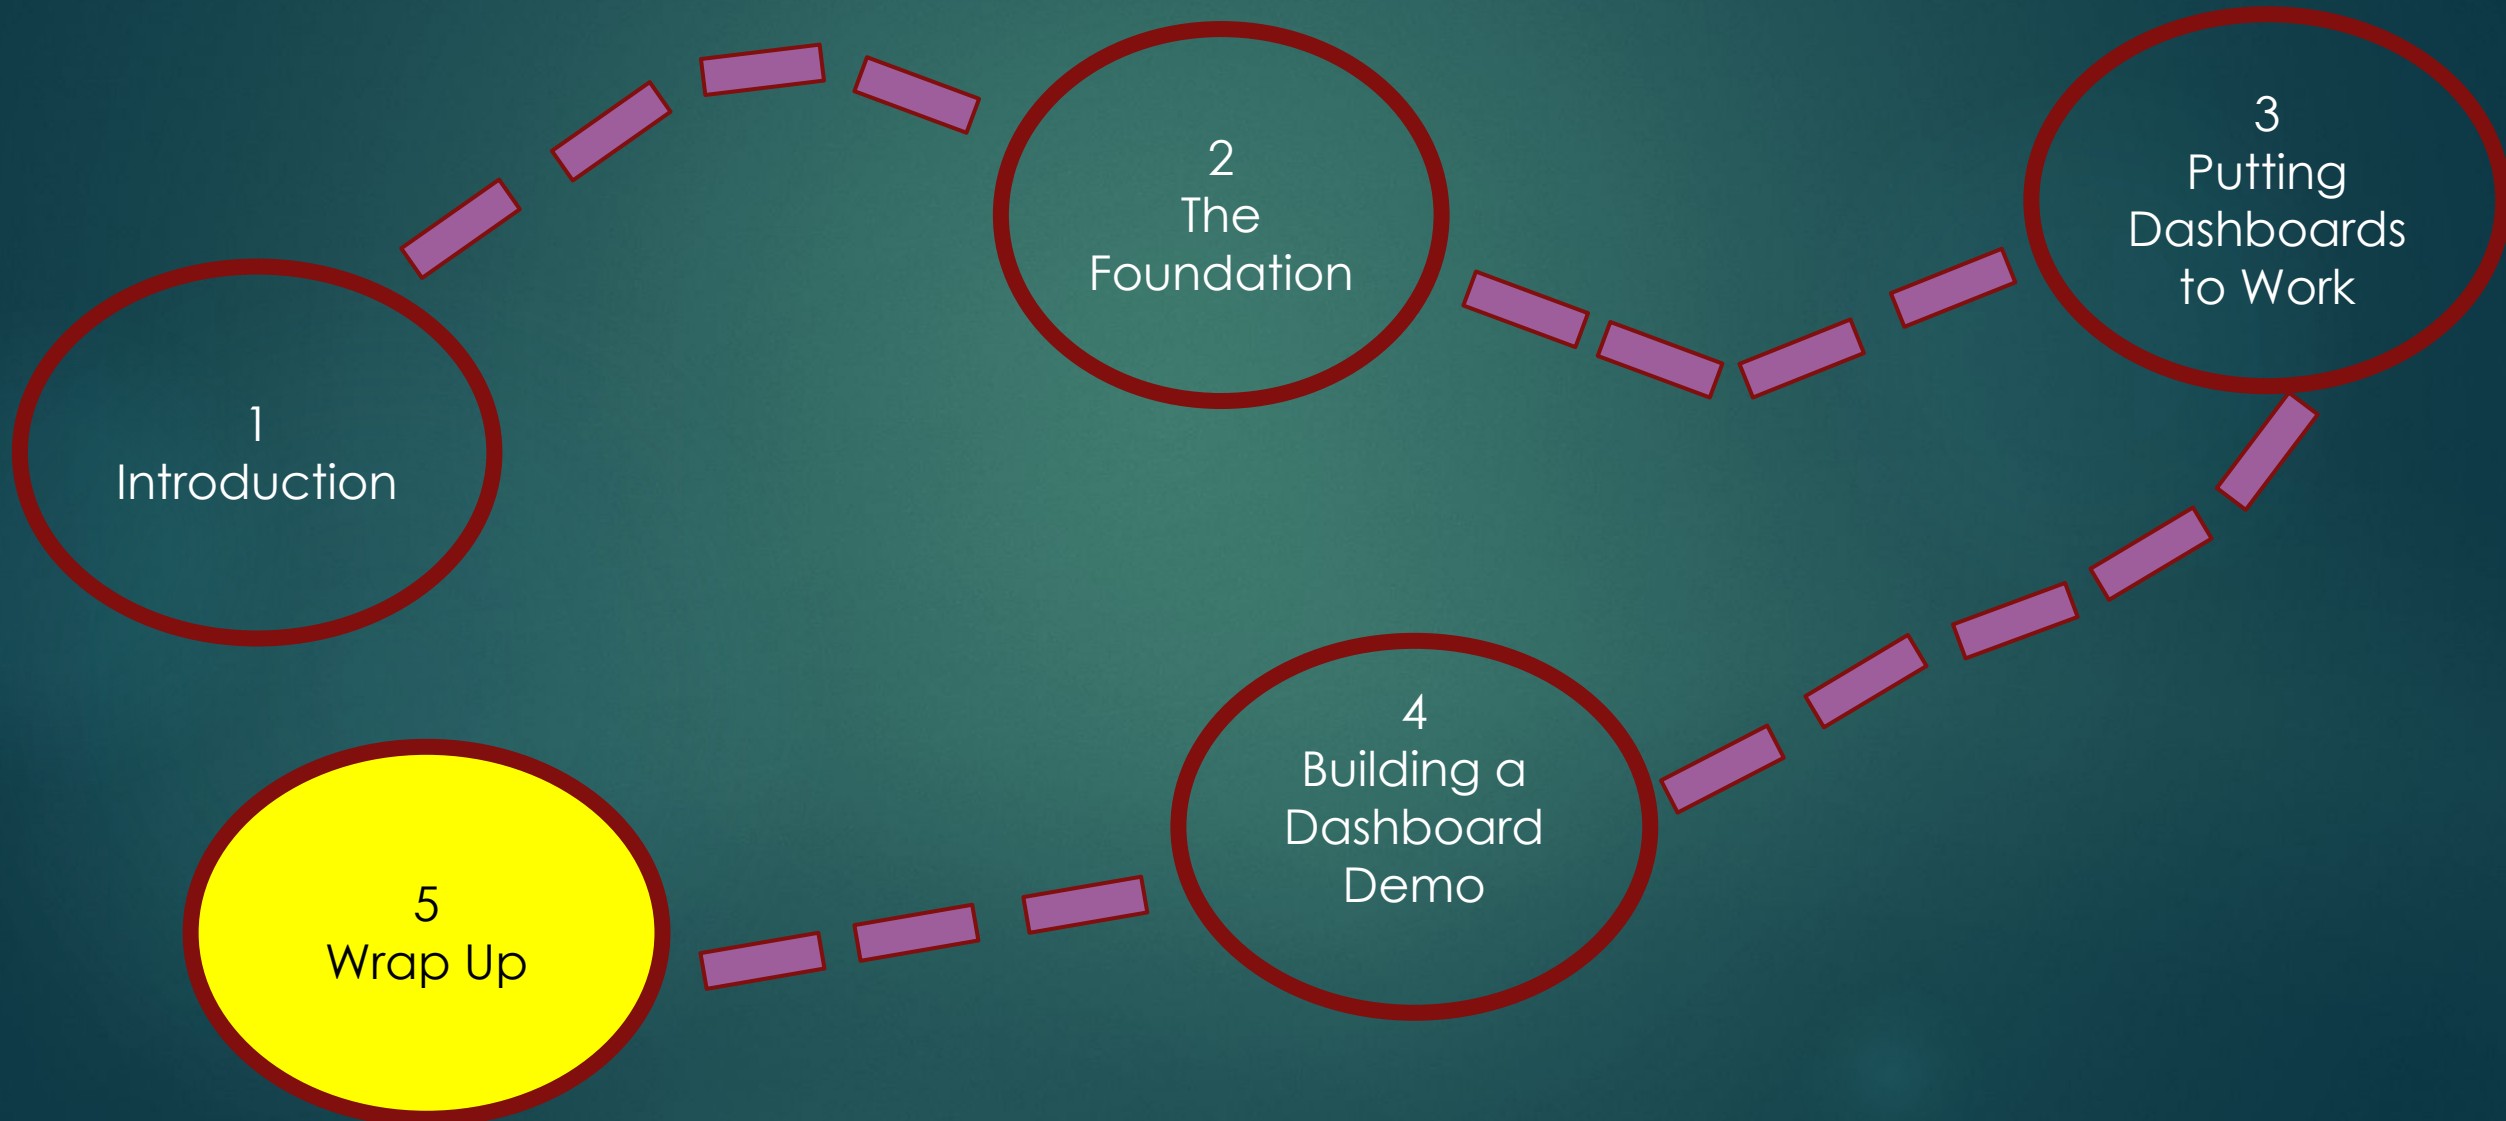 1
Introduction
2
The
Foundation
3
Putting
Dashboards
to Work
4
Building a
Dashboard
Demo
5
Wrap Up